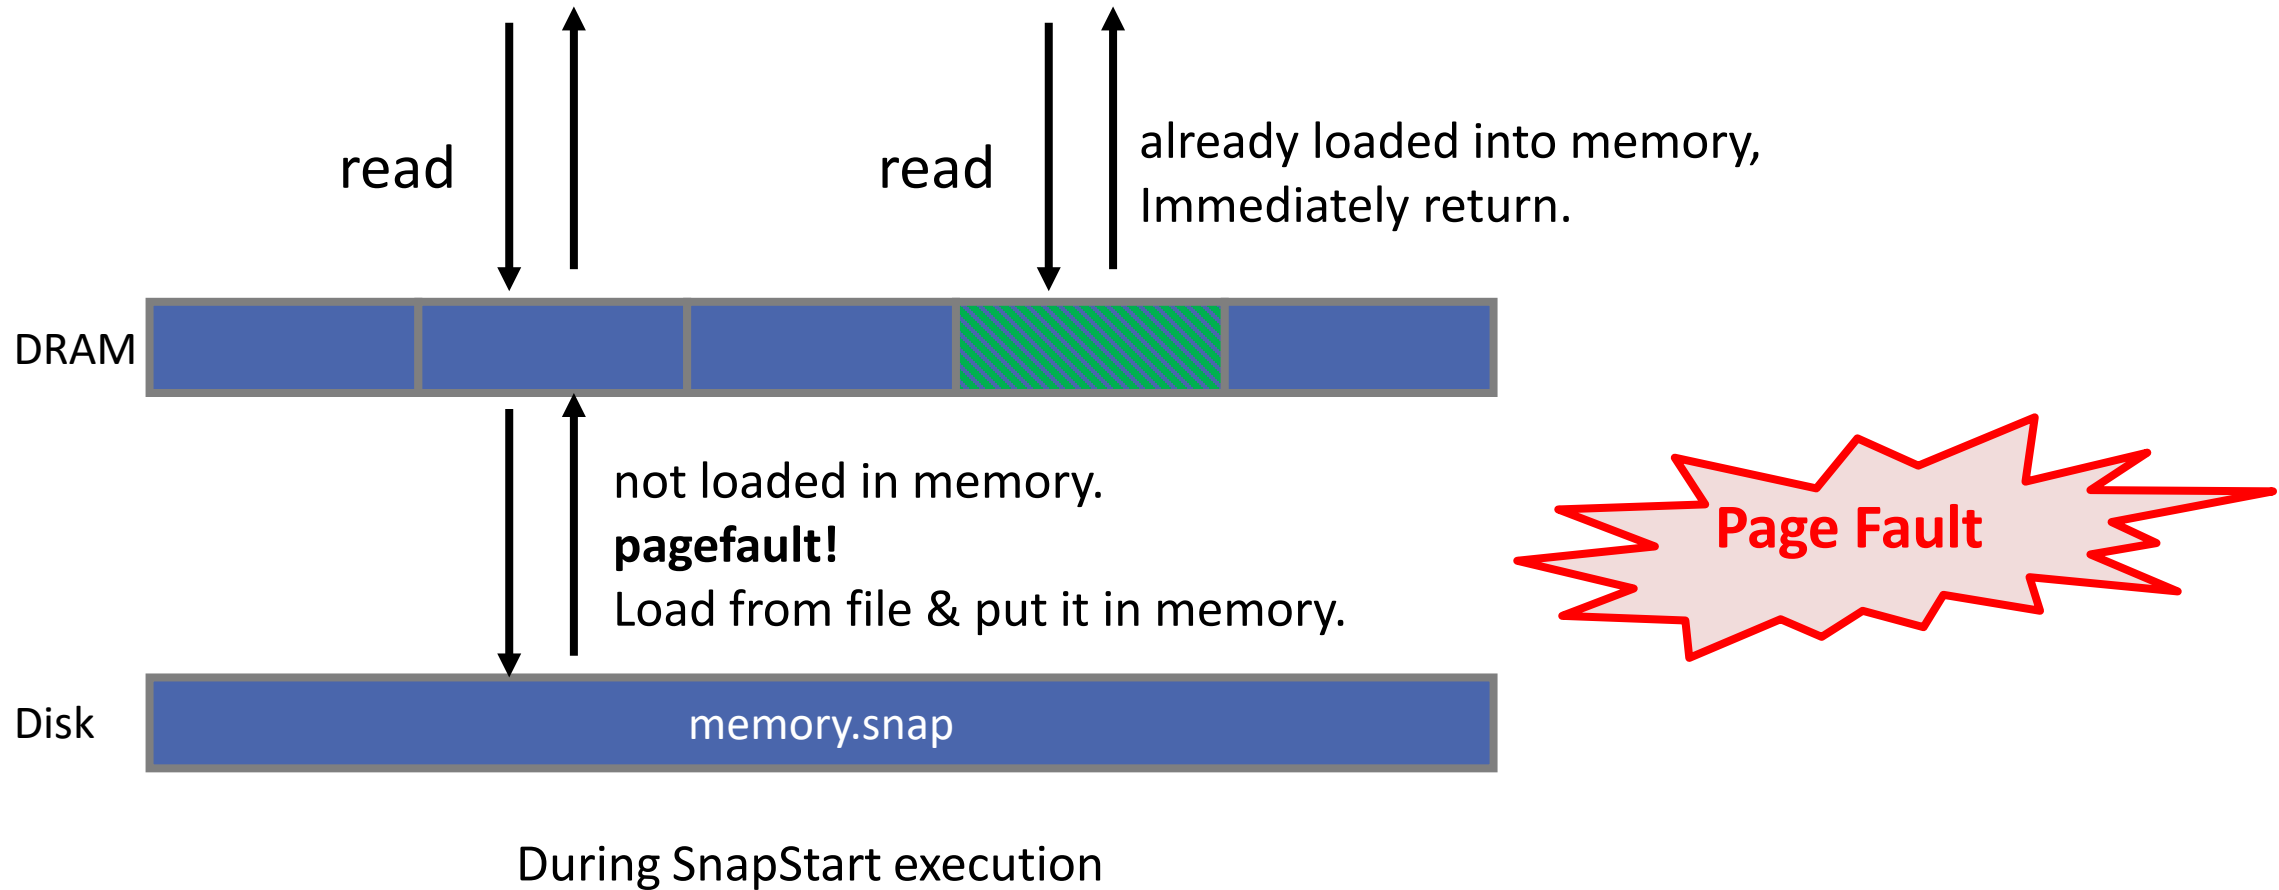 read
read
already loaded into memory,
Immediately return.
DRAM
not loaded in memory.
pagefault!
Load from file & put it in memory.
Page Fault
Disk
memory.snap
During SnapStart execution